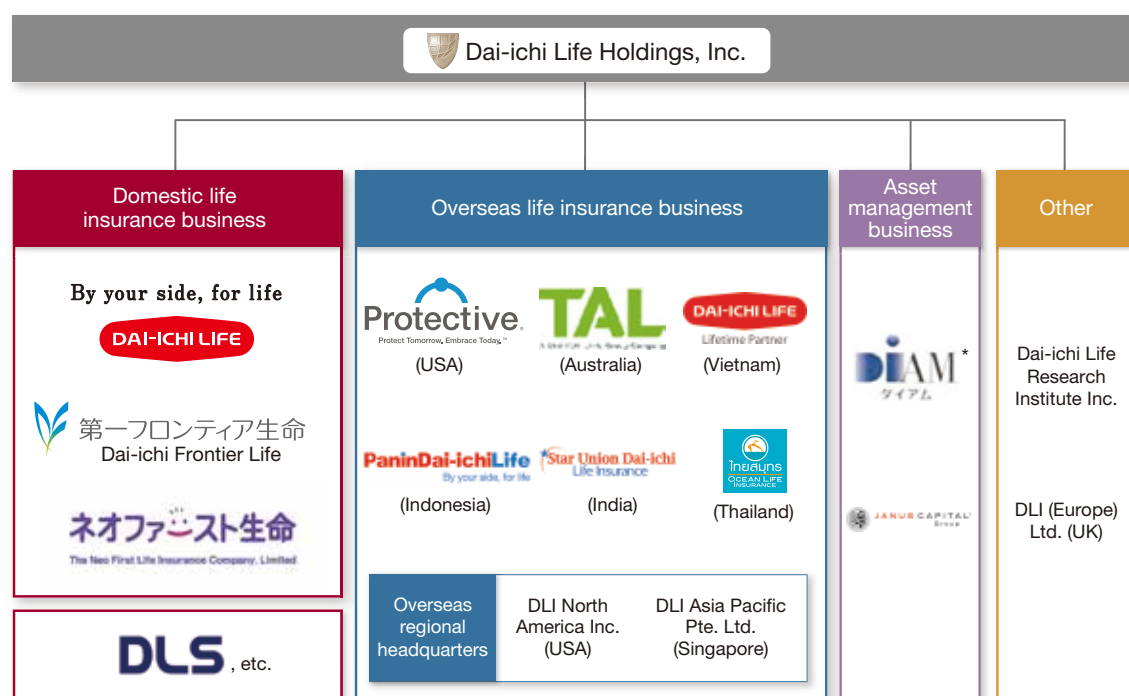 Dai-ichi Life Holdings, Inc.
Domestic life
insurance business
By your side, for life
DAI-ICHI LIFE
第一フロンティア生命
Dai-ichi Frontier Life
ネオファースト生命
The Neo First Life Insurance Company, Limited
DLS , etc.
Overseas life insurance business
Protective®
Protect Tomorrow, Embrace Today.™
(USA)
TAL
(Australia)
DAI-ICHI LIFE
Lifetime Partner
(Vietnam)
PaninDai-ichiLife
By your side, for life
(Indonesia)
Star Union Dai-ichi
Life Insurance
(India)
ไทยสมุทร
OCEAN LIFE
INSURANCE
(Thailand)
Overseas
regional
headquarters
DLI North
America Inc.
(USA)
DLI Asia Pacific
Pte. Ltd.
(Singapore)
Asset
management
business
DIAM*
ダイアム
JANUS CAPITAL
Group
Other
Dai-ichi Life
Research
Institute Inc.
DLI (Europe)
Ltd. (UK)